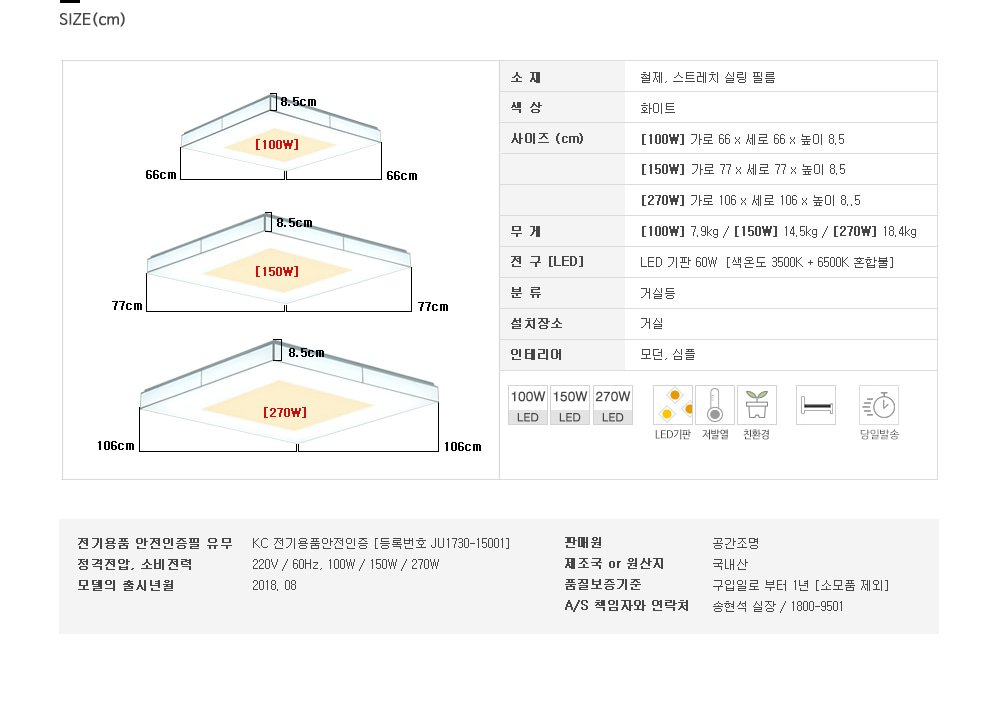 SIZE(cm)
8.5cm
[100W]
66cm
66cm
8.5cm
[150W]
77cm
77cm
8.5cm
[270W]
106cm
106cm
소 재 철제, 스트레치 실링 필름
색 상 화이트
사이즈 (cm) [100W] 가로 66 x 세로 66 x 높이 8.5
[150W] 가로 77 x 세로 77 x 높이 8.5
[270W] 가로 106 x 세로 106 x 높이 8..5
무 게 [100W] 7.9kg / [150W] 14.5kg / [270W] 18.4kg
전 구 [LED] LED 기판 60W [색온도 3500K + 6500K 혼합불]
분 류 거실등
설치장소 거실
인테리어 모던, 심플
100W 150W 270W
LED LED LED
LED기판 저발열 친환경 당일발송
전기용품 안전인증필 유무 KC 전기용품안전인증 [등록번호 JU1730-15001]
정격전압, 소비전력 220V / 60Hz, 100W / 150W / 270W
모델의 출시년월 2018. 08
판매원 공간조명
제조국 or 원산지 국내산
품질보증기준 구입일로 부터 1년 [소모품 제외]
A/S 책임자와 연락처 송현석 실장 / 1800-9501